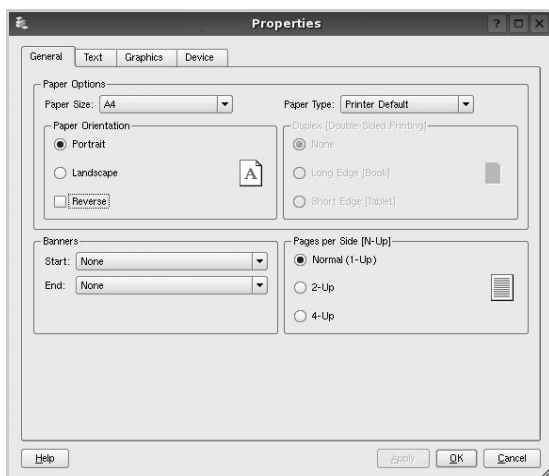 Properties
General Text Graphics Device
Paper Options
Paper Size: A4 Paper Type: Printer Default
Paper Orientation
Portrait
Landscape
Reverse
A
Duplex [Double-Sided Printing]
None
Long Edge [Book]
Short Edge [Tablet]
Banners
Start: None
End: None
Pages per Side [N-Up]
Normal (1-Up)
2-Up
4-Up
Help Apply OK Cancel